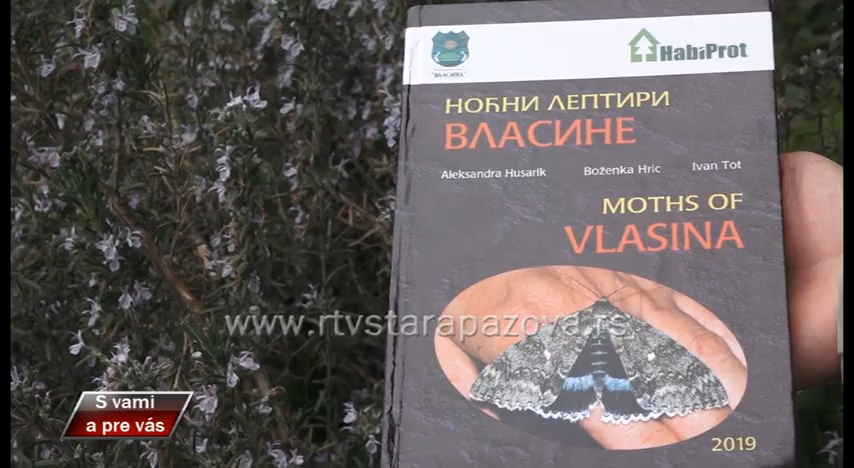 "ВЛАСИНА"
HabiProt
НОЋНИ ЛЕПТИРИ
ВЛАСИНЕ
Aleksandra Husarik Boženka Hric Ivan Tot
MOTHS OF
VLASINA
www.rtvstarapazova.rs
2019
S vami
a pre vás